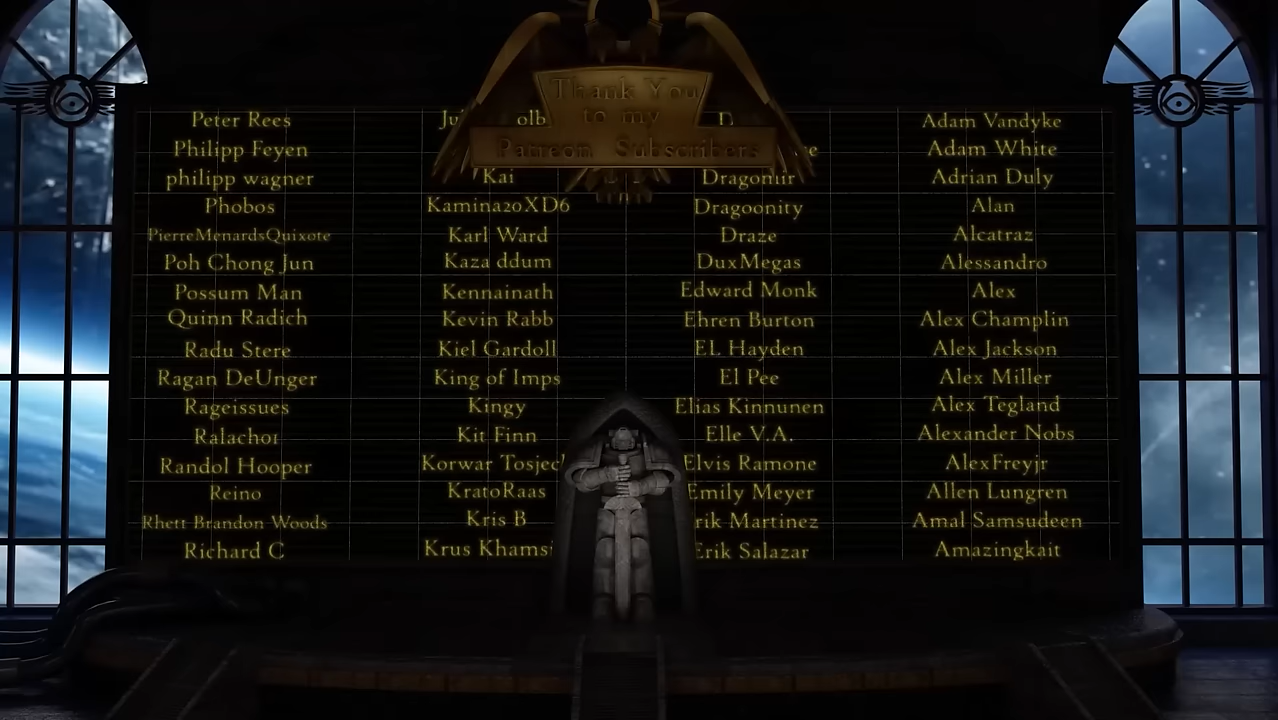 Thank You
to my
Patreon Subscribers
Peter Rees
Philipp Feyen
philipp wagner
Phobos
PierreMenardsQuixote
Poh Chong Jun
Possum Man
Quinn Radich
Radu Stere
Ragan DeUnger
Rageissues
Ralachoi
Randol Hooper
Reino
Rhett Brandon Woods
Richard C
Kai
Kamina20XD6
Karl Ward
Kaza ddum
Kennainath
Kevin Rabb
Kiel Gardoll
King of Imps
Kingy
Kit Finn
Korwar
KratoRaas
Kris B
Krus
Dragonir
Dragoonity
Draze
DuxMegas
Edward Monk
Ehren Burton
EL Hayden
El Pee
Elias Kinnunen
Elle V.A.
Elvis Ramone
Emily Meyer
Martinez
Erik Salazar
Adam Vandyke
Adam White
Adrian Duly
Alan
Alcatraz
Alessandro
Alex
Alex Champlin
Alex Jackson
Alex Miller
Alex Tegland
Alexander Nobs
AlexFreyjr
Allen Lungren
Amal Samsudeen
Amazingkait